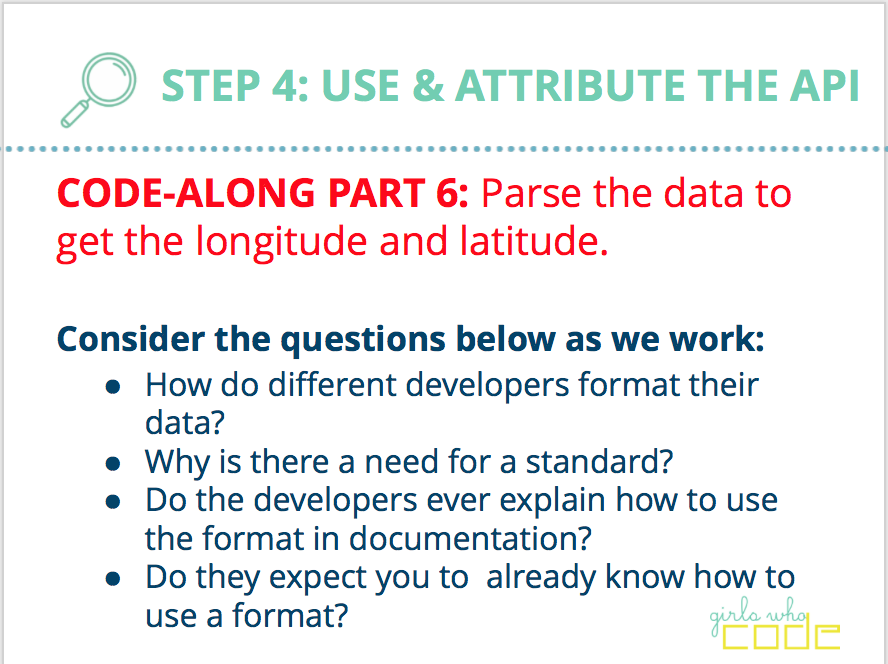 STEP 4: USE & ATTRIBUTE THE API
CODE-ALONG PART 6: Parse the data to
get the longitude and latitude.
Consider the questions below as we work:
● How do different developers format their
data?
● Why is there a need for a standard?
● Do the developers ever explain how to use
the format in documentation?
● Do they expect you to  already know how to
use a format?
girls who
code